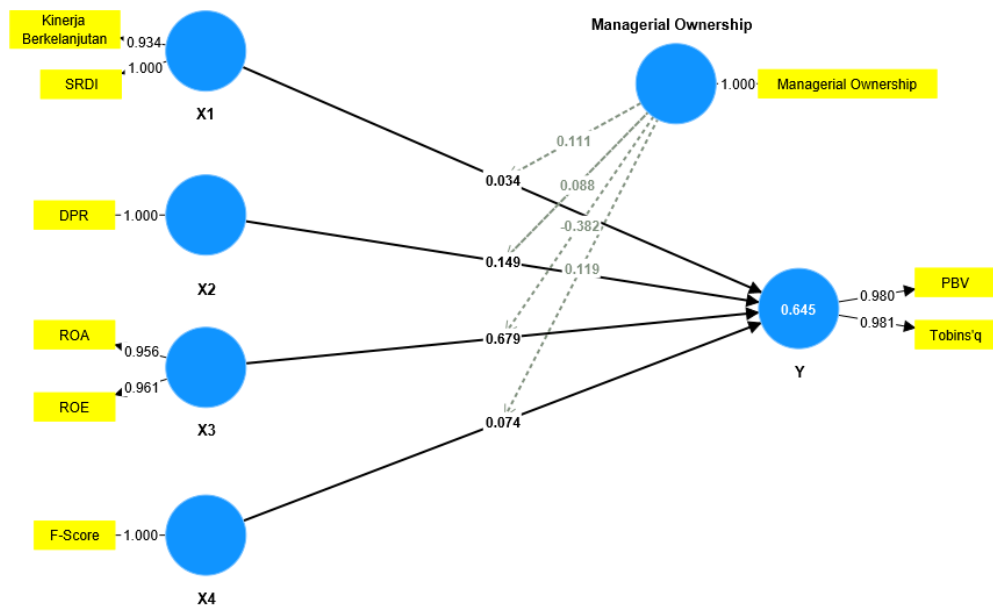 Kinerja
Berkelanjutan
0.934
SRDI
1.000
X1
Managerial Ownership
1.000
Managerial Ownership
0.111
0.034
0.088
-0.382
0.119
DPR
1.000
X2
0.149
ROA
0.956
ROE
0.961
X3
0.679
F-Score
1.000
X4
0.074
0.645
Y
0.980
PBV
0.981
Tobins'q